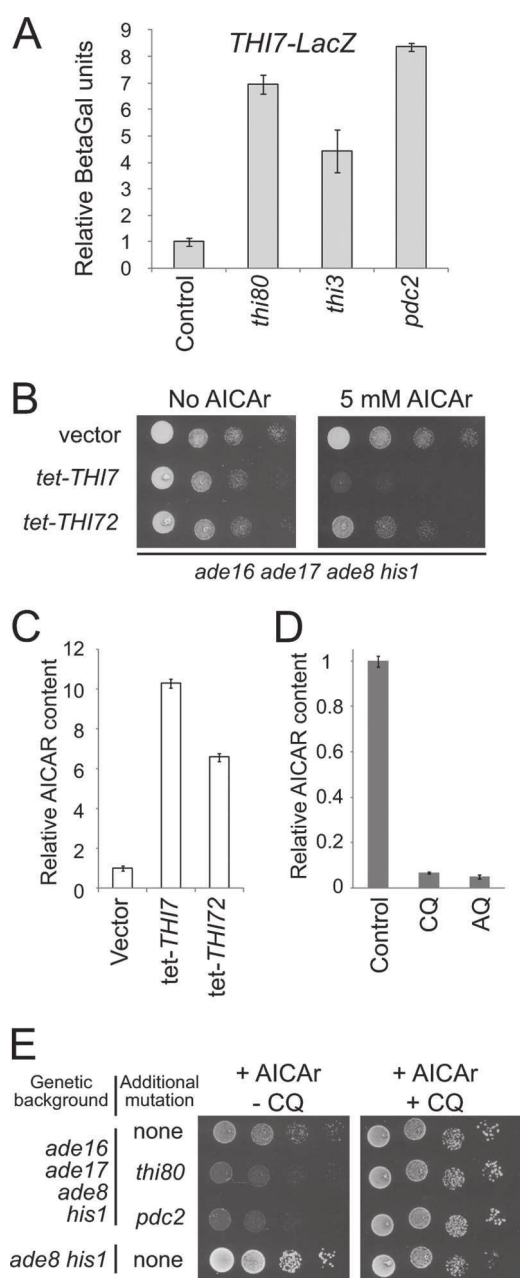 A
THI7-LacZ
Relative BetaGal units
9
8
7
6
5
4
3
2
1
0
Control
thi80
thi3
pdc2
B
No AICAr
5 mM AICAr
vector
tet-THI7
tet-THI72
ade16 ade17 ade8 his1
C
Relative AICAR content
12
10
8
6
4
2
0
Vector
tet-THI7
tet-THI72
D
Relative AICAR content
1
0.8
0.6
0.4
0.2
0
Control
CQ
AQ
E
Genetic background
Additional mutation
+ AICAr
- CQ
+ AICAr
+ CQ
ade16
ade17
ade8
his1
none
thi80
pdc2
ade8 his1
none